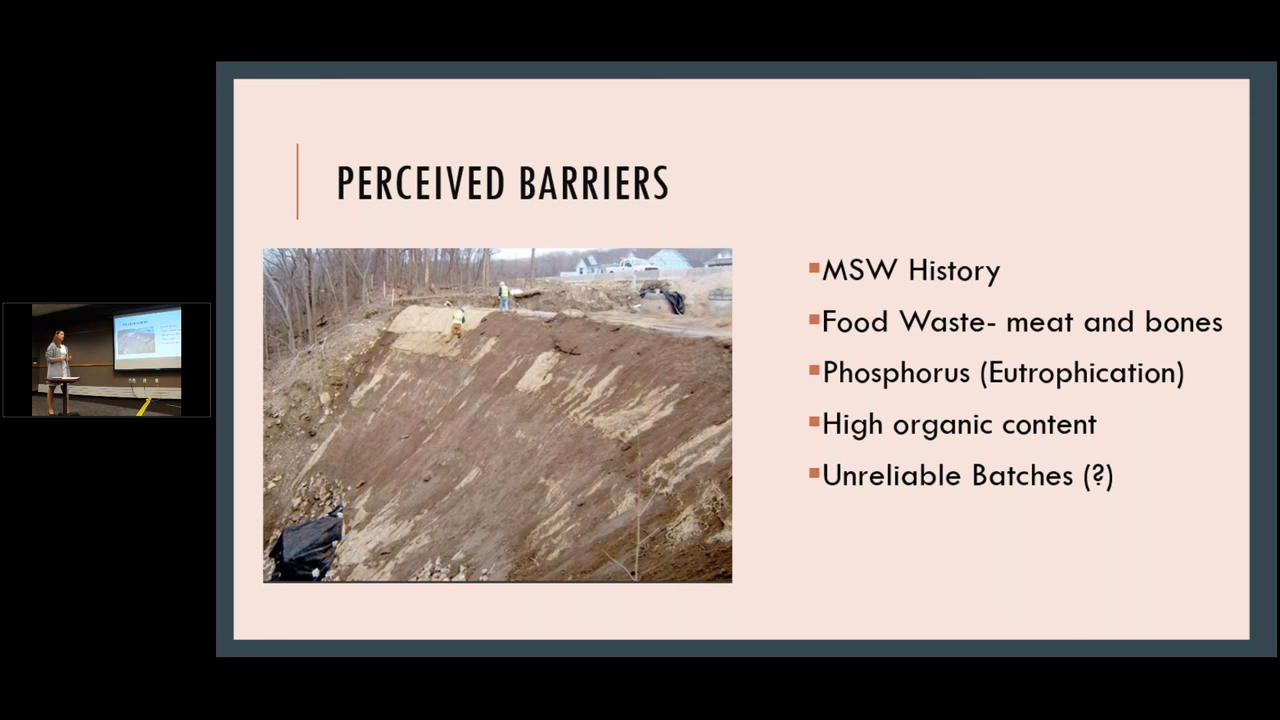 PERCEIVED BARRIERS
MSW History
Food Waste- meat and bones
Phosphorus (Eutrophication)
High organic content
Unreliable Batches (?)